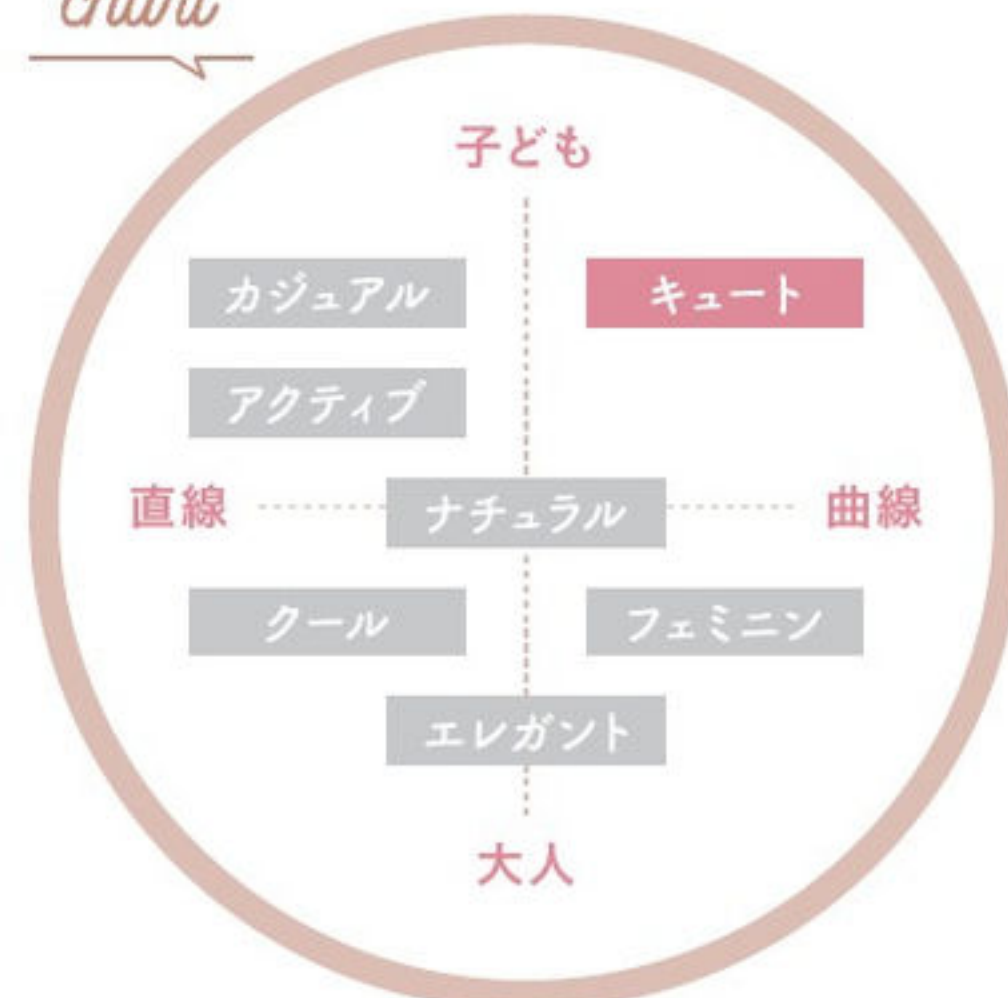 chart
子ども
カジュアル
キュート
アクティブ
直線
ナチュラル
曲線
クール
フェミニン
エレガント
大人